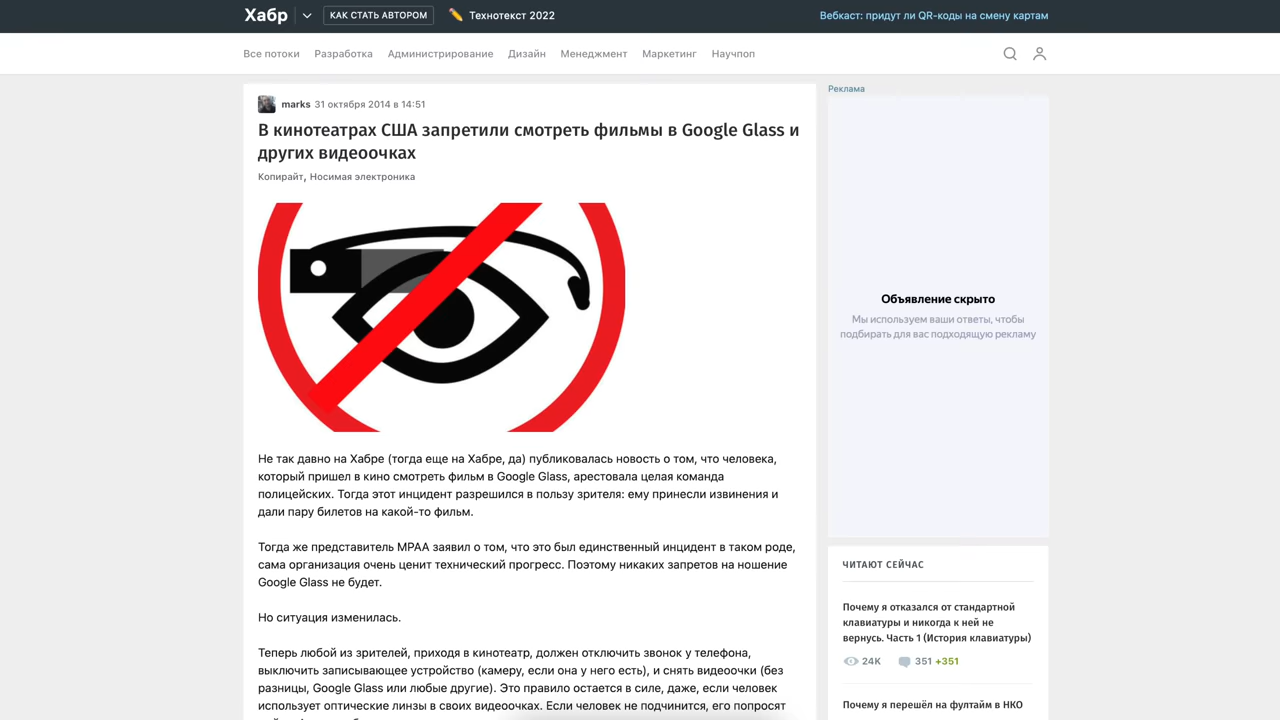 Хабр
КАК СТАТЬ АВТОРОМ
Технотекст 2022
Вебкаст: придут ли QR-коды на смену картам
Все потоки Разработка Администрирование Дизайн Менеджмент Маркетинг Научпоп
marks 31 октября 2014 в 14:51
В кинотеатрах США запретили смотреть фильмы в Google Glass и
других видеоочках
Копирайт, Носимая электроника
Не так давно на Хабре (тогда еще на Хабре, да) публиковалась новость о том, что человека,
который пришел в кино смотреть фильм в Google Glass, арестовала целая команда
полицейских. Тогда этот инцидент разрешился в пользу зрителя: ему принесли извинения и
дали пару билетов на какой-то фильм.
Тогда же представитель MPAA заявил о том, что это был единственный инцидент в таком роде,
сама организация очень ценит технический прогресс. Поэтому никаких запретов на ношение
Google Glass не будет.
Но ситуация изменилась.
Теперь любой из зрителей, приходя в кинотеатр, должен отключить звонок у телефона,
выключить записывающее устройство (камеру, если она у него есть), и снять видеоочки (без
разницы, Google Glass или любые другие). Это правило остается в силе, даже, если человек
использует оптические линзы в своих видеоочках. Если человек не подчинится, его попросят
Реклама
Объявление скрыто
Мы используем ваши ответы, чтобы
подбирать для вас подходящую рекламу
ЧИТАЮТ СЕЙЧАС
Почему я отказался от стандартной
клавиатуры и никогда к ней не
вернусь. Часть 1 (История клавиатуры)
24K 351 +351
Почему я перешёл на фултайм в НКО